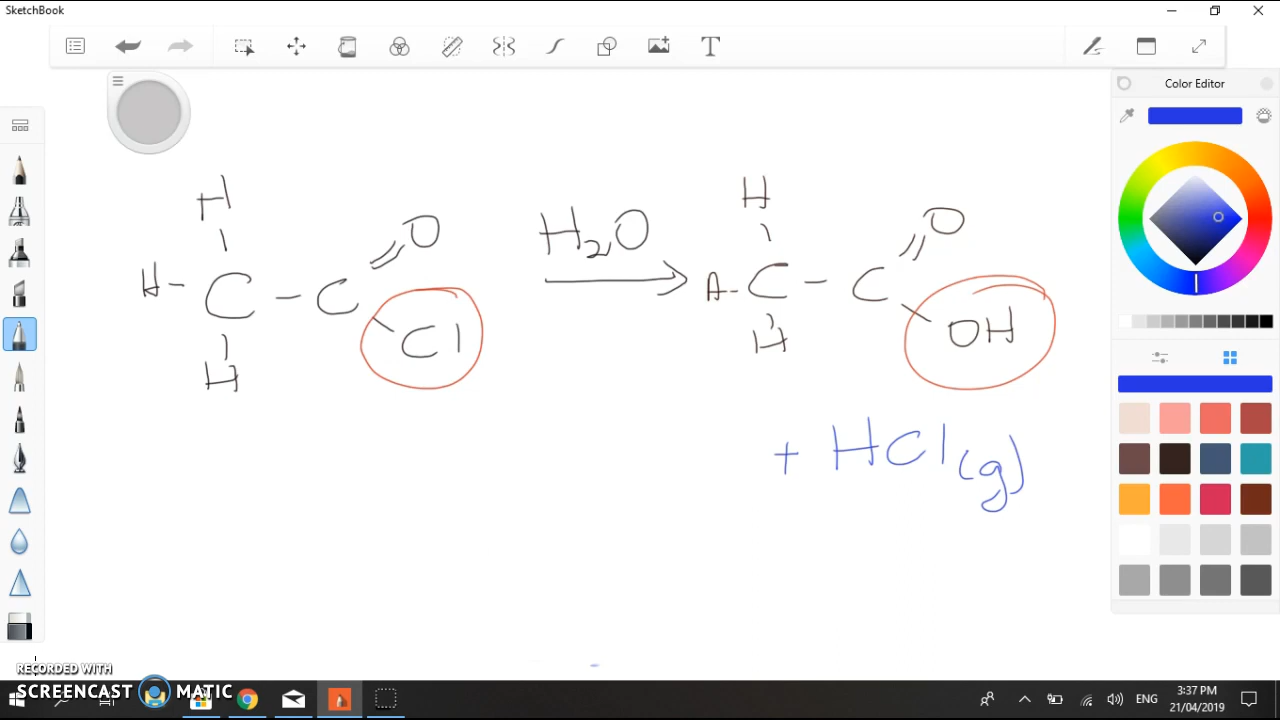 SketchBook
Color Editor
H H
O H₂O O
H - C - C H - C - C
Cl OH
H H
+ HCl(g)
RECORDED WITH
SCREENCAST MATIC
ENG
3:37 PM
21/04/2019